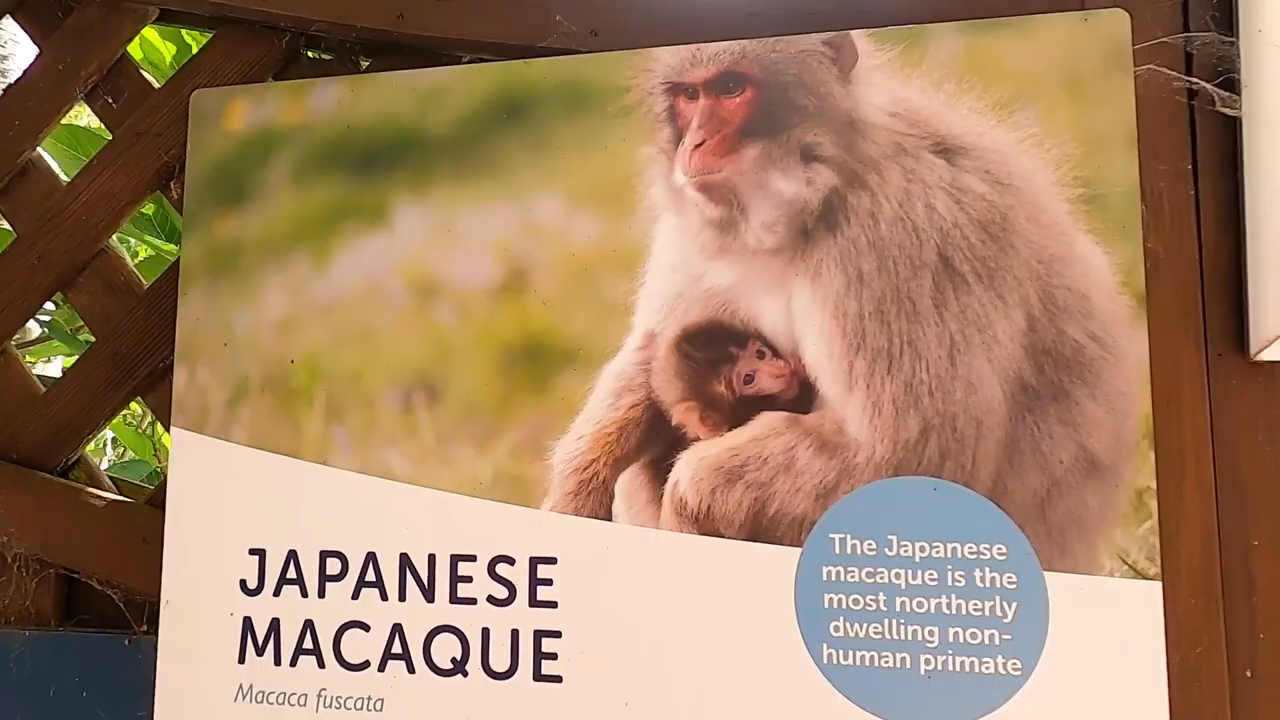 JAPANESE
MACAQUE
Macaca fuscata
The Japanese
macaque is the
most northerly
dwelling non-
human primate